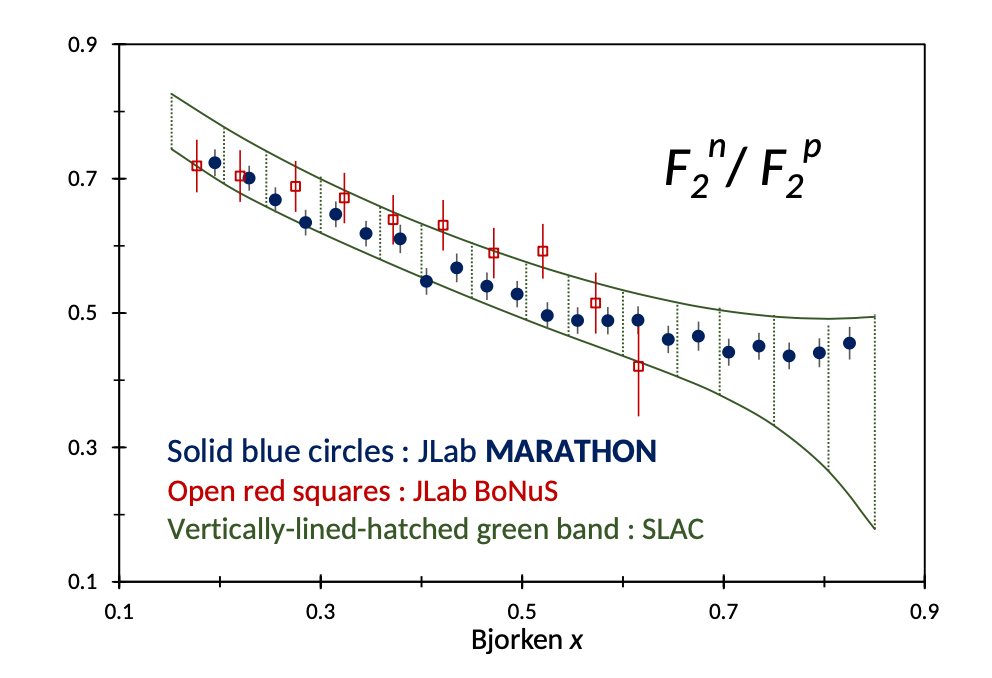 0.9
F₂ⁿ/ F₂ᵖ
0.7
0.5
0.3
Solid blue circles : JLab MARATHON
Open red squares : JLab BoNuS
Vertically-lined-hatched green band : SLAC
0.1
0.1 0.3 0.5 0.7 0.9
Bjorken x